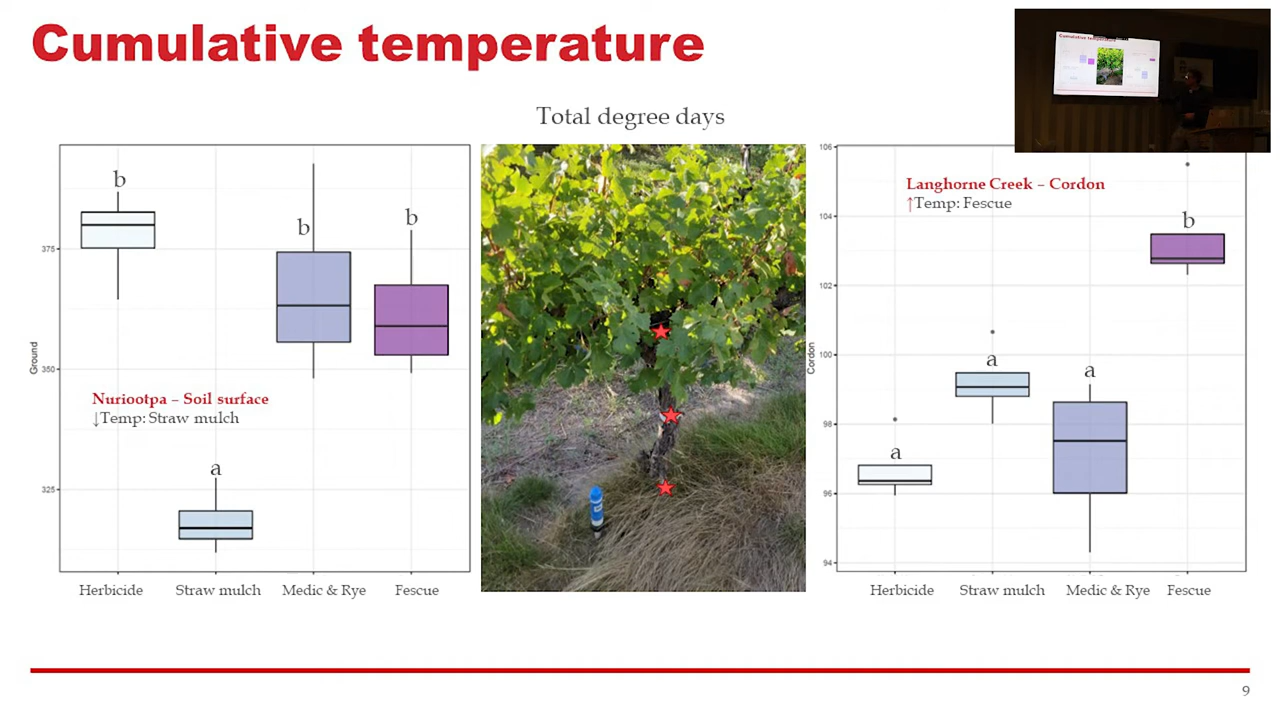 Cumulative temperature
Total degree days
b
b
b
a
375
350
325
Ground
Nuriootpa – Soil surface
↓Temp: Straw mulch
Herbicide
Straw mulch
Medic & Rye
Fescue
106
104
102
100
98
96
94
Cordon
Langhorne Creek – Cordon
↑Temp: Fescue
b
a
a
a
Herbicide
Straw mulch
Medic & Rye
Fescue
Cumulative temperature
9